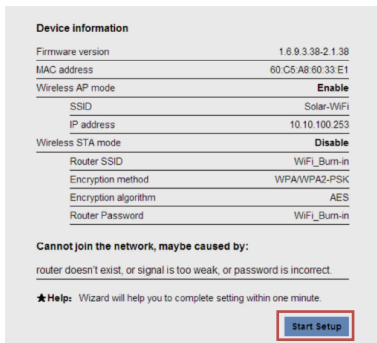 Device information
Firmware version 1.6.9.3.38-2.1.38
MAC address 60:C5:A8:60:33:E1
Wireless AP mode Enable
SSID Solar-WiFi
IP address 10.10.100.253
Wireless STA mode Disable
Router SSID WiFi_Burn-in
Encryption method WPA/WPA2-PSK
Encryption algorithm AES
Router Password WiFi_Burn-in
Cannot join the network, maybe caused by:
router doesn't exist, or signal is too weak, or password is incorrect.
★Help: Wizard will help you to complete setting within one minute.
Start Setup